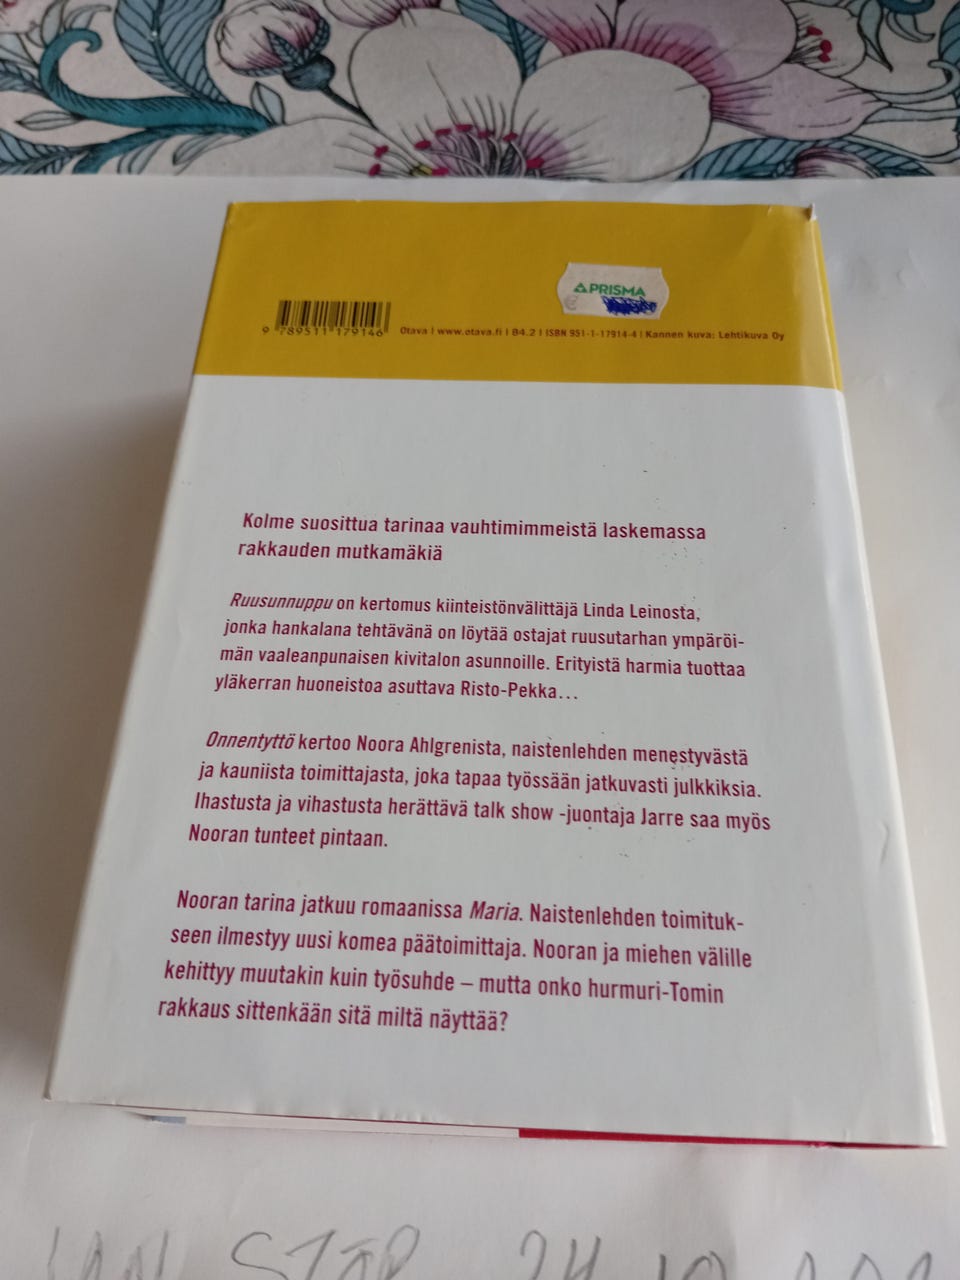 PRISMA
€
9 789511 179146
Otava | www.otava.fi | 84.2 | ISBN 951-1-17914-4 | Kannen kuva: Lehtikuva Oy
Kolme suosittua tarinaa vauhtimimmeistä laskemassa
rakkauden mutkamäkiä
Ruusunnuppu on kertomus kiinteistönvälittäjä Linda Leinosta,
jonka hankalana tehtävänä on löytää ostajat ruusutarhan ympäröi-
män vaaleanpunaisen kivitalon asunnoille. Erityistä harmia tuottaa
yläkerran huoneistoa asuttava Risto-Pekka...
Onnentyttö kertoo Noora Ahlgrenista, naistenlehden menestyvästä
ja kauniista toimittajasta, joka tapaa työssään jatkuvasti julkkiksia.
Ihastusta ja vihastusta herättävä talk show -juontaja Jarre saa myös
Nooran tunteet pintaan.
Nooran tarina jatkuu romaanissa Maria. Naistenlehden toimituk-
seen ilmestyy uusi komea päätoimittaja. Nooran ja miehen välille
kehittyy muutakin kuin työsuhde – mutta onko hurmuri-Tomin
rakkaus sittenkään sitä miltä näyttää?